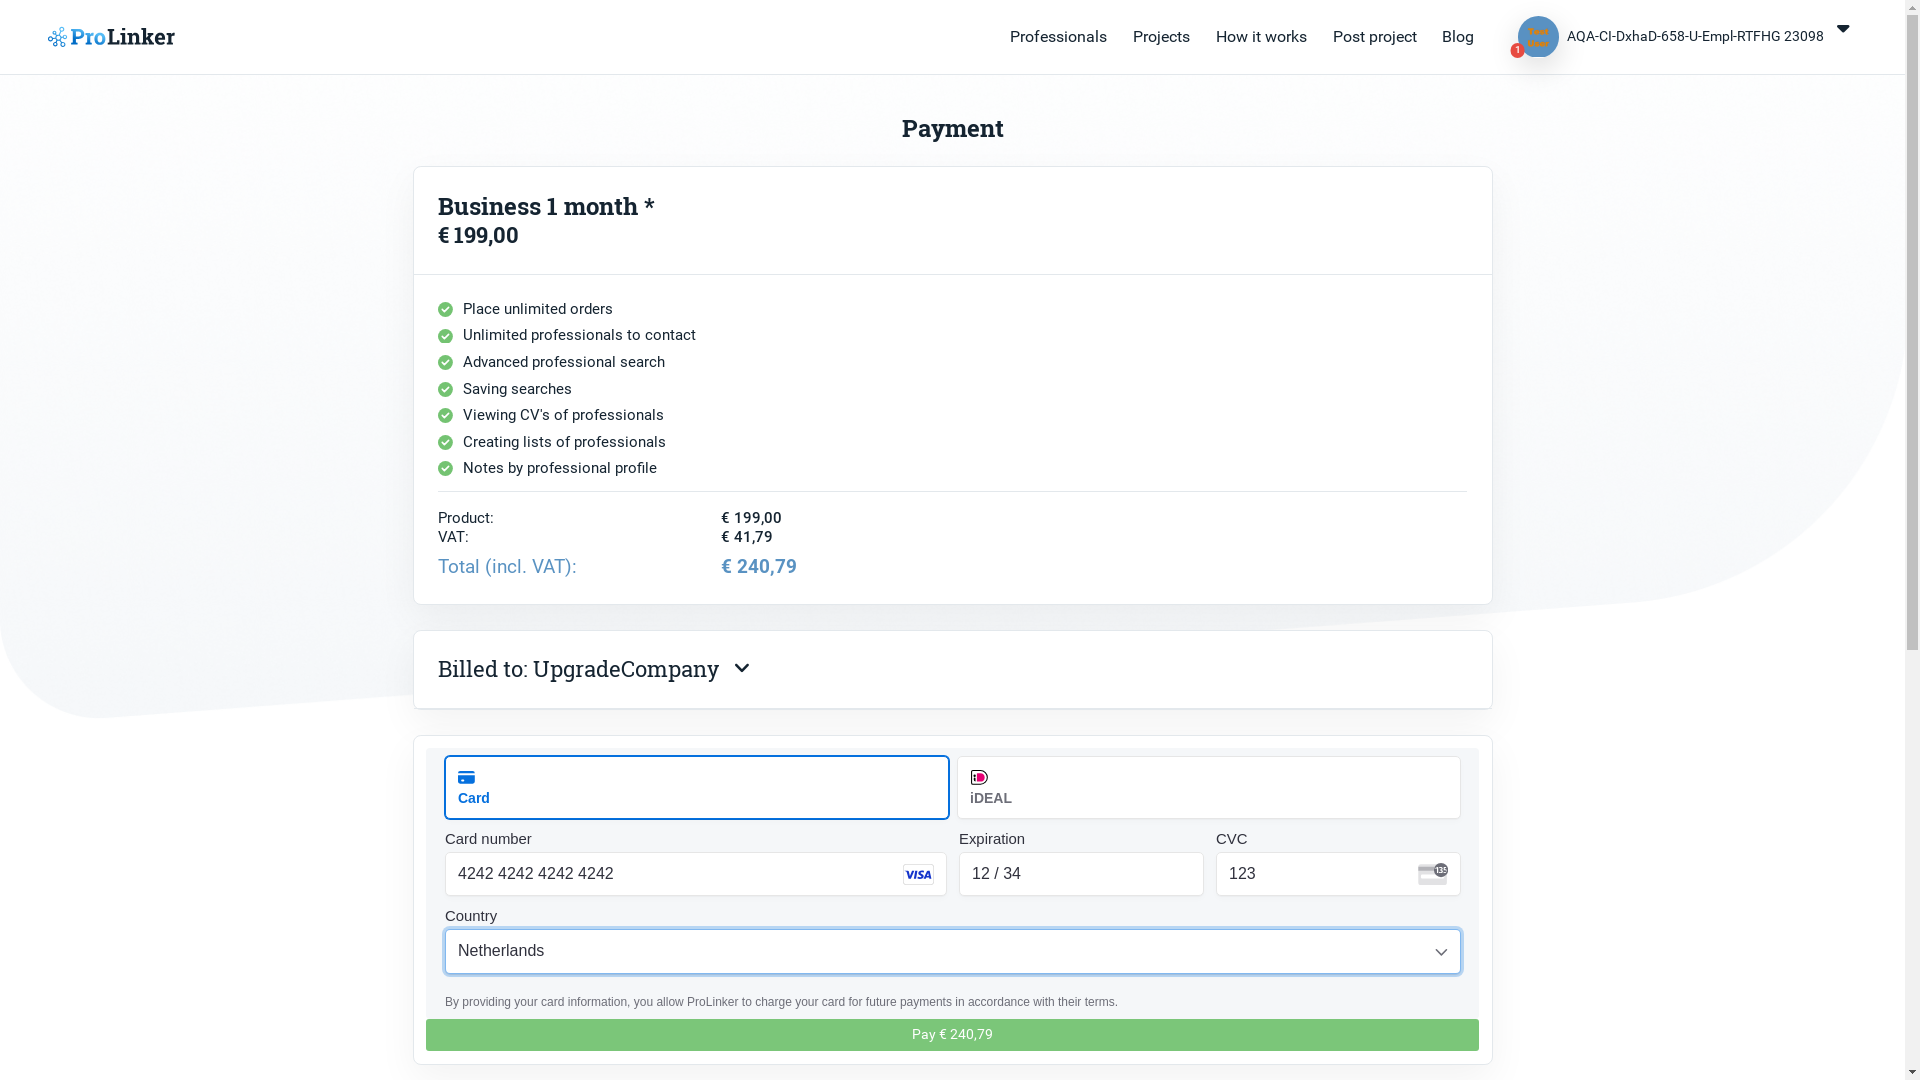 ProLinker
Professionals
Projects
How it works
Post project
Blog
Test
User
1
AQA-CI-DxhaD-658-U-Empl-RTFHG 23098
Payment
Business 1 month *
€ 199,00
Place unlimited orders
Unlimited professionals to contact
Advanced professional search
Saving searches
Viewing CV's of professionals
Creating lists of professionals
Notes by professional profile
Product: € 199,00
VAT: € 41,79
Total (incl. VAT): € 240,79
Billed to: UpgradeCompany
Card
iDEAL
Card number
Expiration
CVC
4242 4242 4242 4242
VISA
12 / 34
123
135
Country
Netherlands
By providing your card information, you allow ProLinker to charge your card for future payments in accordance with their terms.
Pay € 240,79